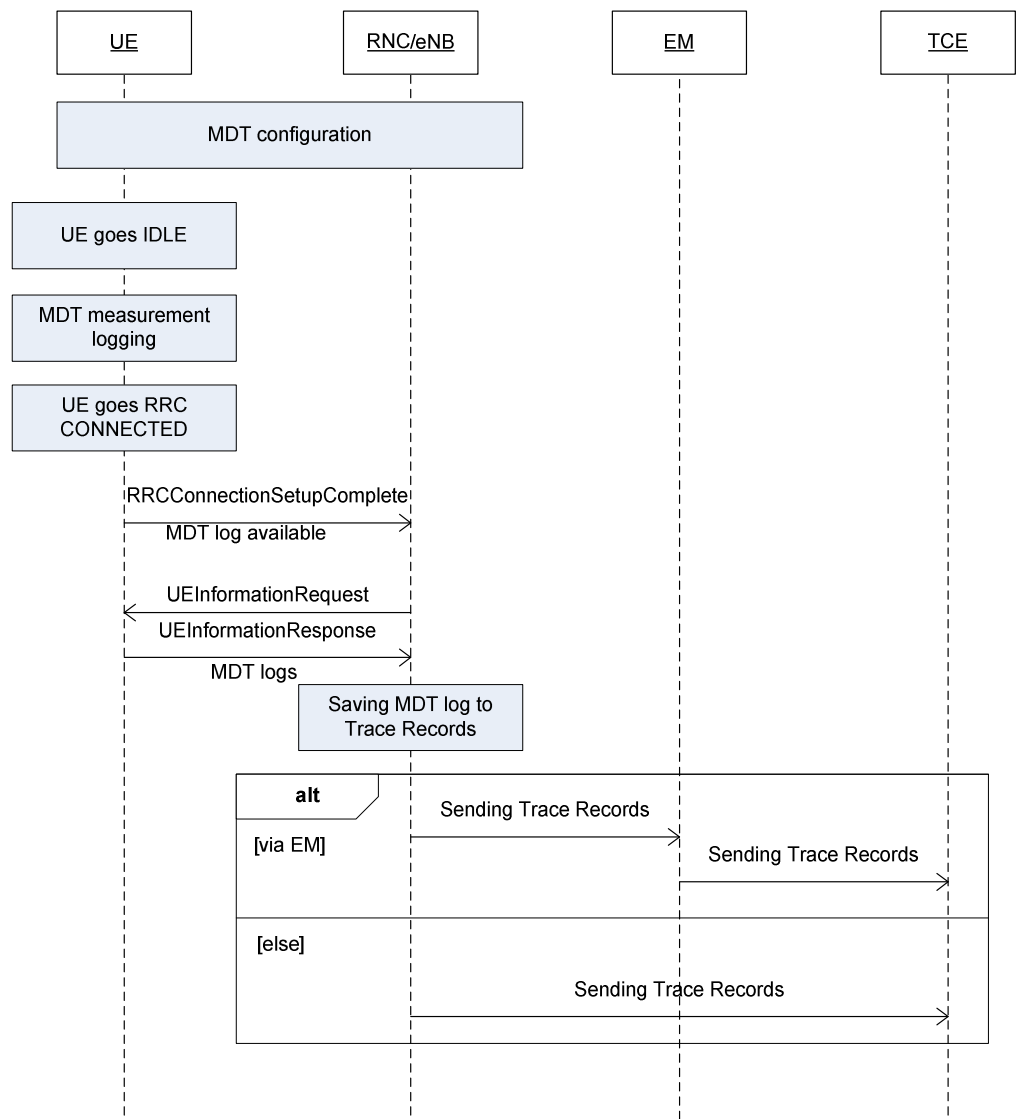 UE
RNC/eNB
EM
TCE
MDT configuration
UE goes IDLE
MDT measurement
logging
UE goes RRC
CONNECTED
RRCConnectionSetupComplete
MDT log available
UEInformationRequest
UEInformationResponse
MDT logs
Saving MDT log to
Trace Records
alt
Sending Trace Records
[via EM]
Sending Trace Records
[else]
Sending Trace Records